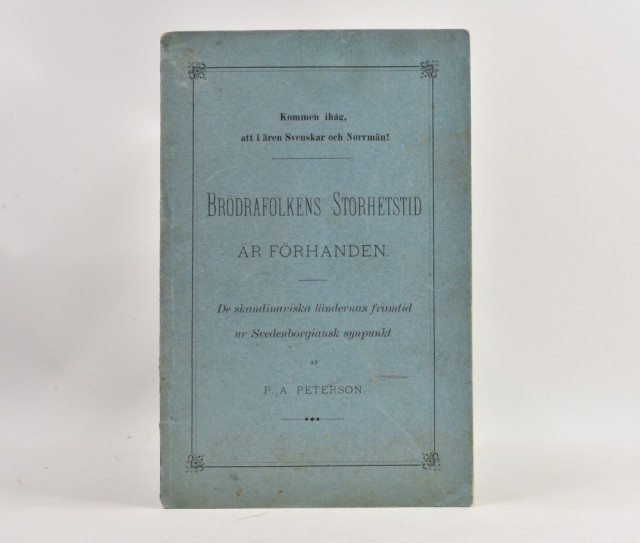 Kommen ihåg,
att i ären Svenskar och Norrmän!
BRÖDRAFOLKENS STORHETSTID
ÄR FÖRHANDEN.
De skandinaviska ländernas framtid
ur Svedenborgiansk synpunkt
AF
P. A. PETERSON.